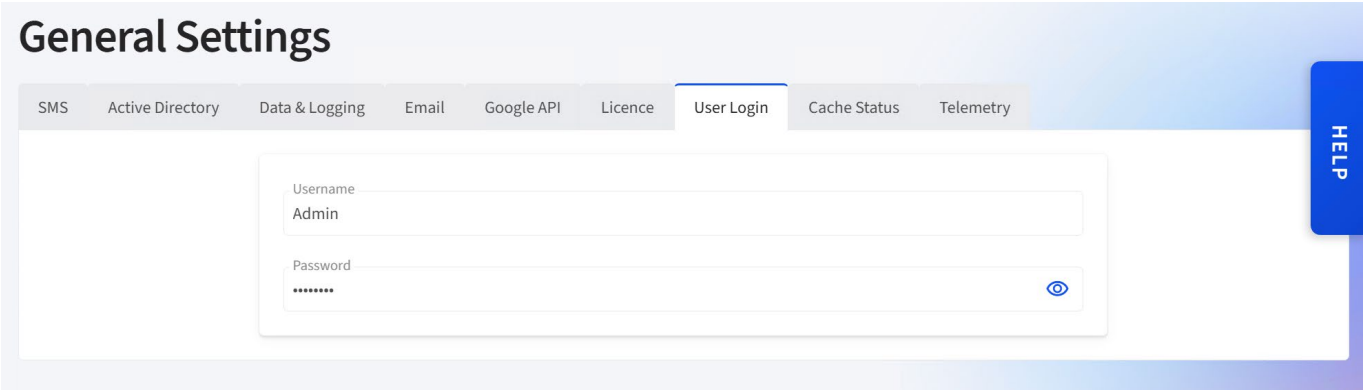 General Settings
SMS Active Directory Data & Logging Email Google API Licence User Login Cache Status Telemetry
HELP
Username
Admin
Password
••••••••